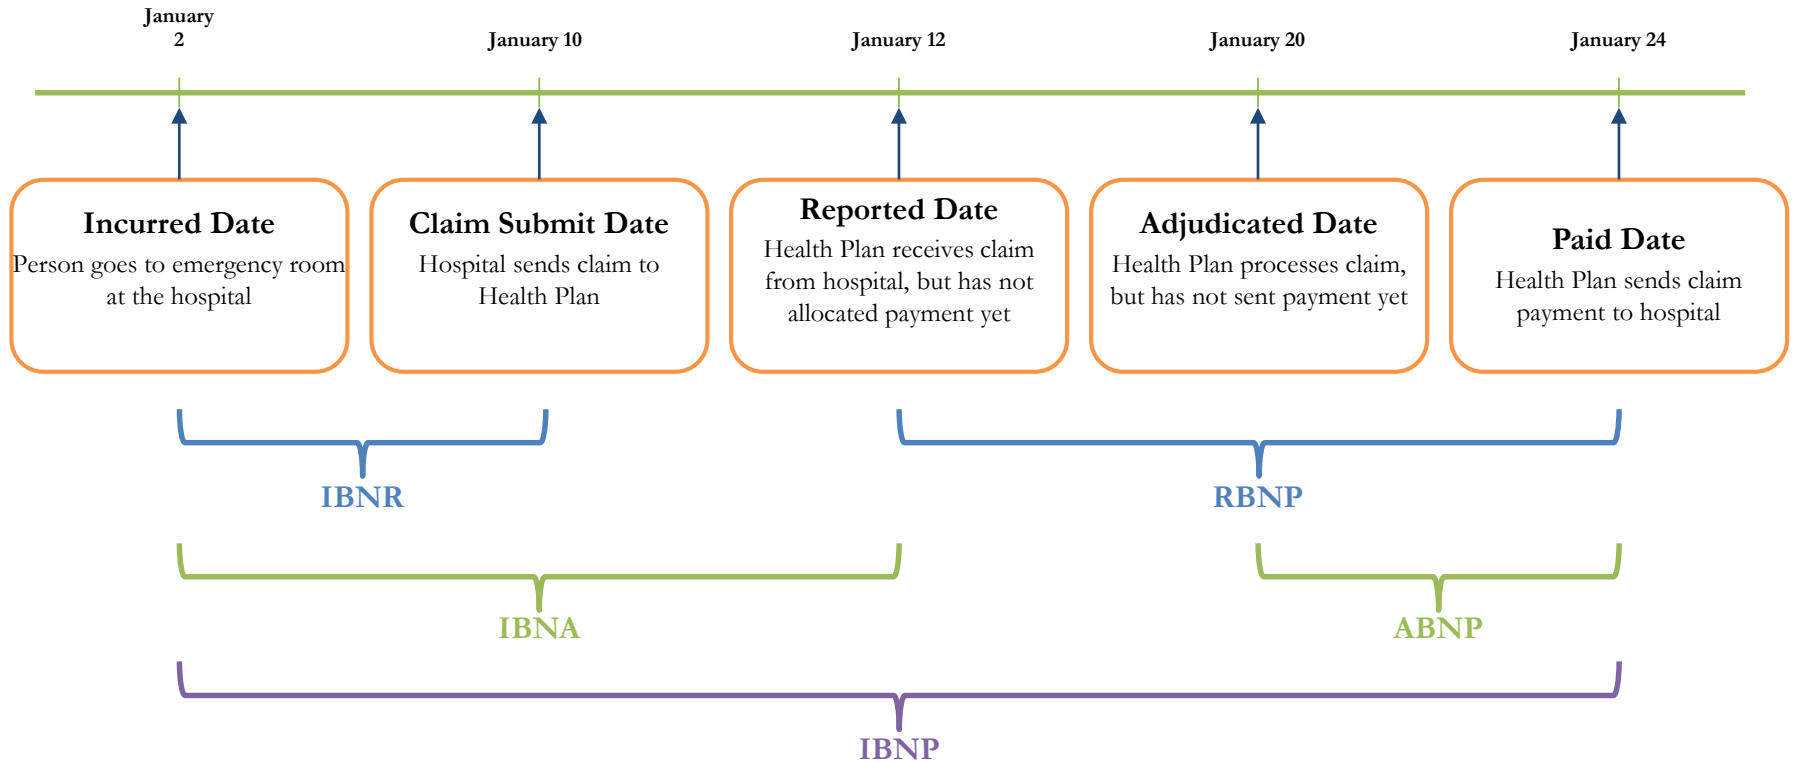 January
2
January 10
January 12
January 20
January 24
Incurred Date
Person goes to emergency room
at the hospital
Claim Submit Date
Hospital sends claim to
Health Plan
Reported Date
Health Plan receives claim
from hospital, but has not
allocated payment yet
Adjudicated Date
Health Plan processes claim,
but has not sent payment yet
Paid Date
Health Plan sends claim
payment to hospital
IBNR
RBNP
IBNA
ABNP
IBNP